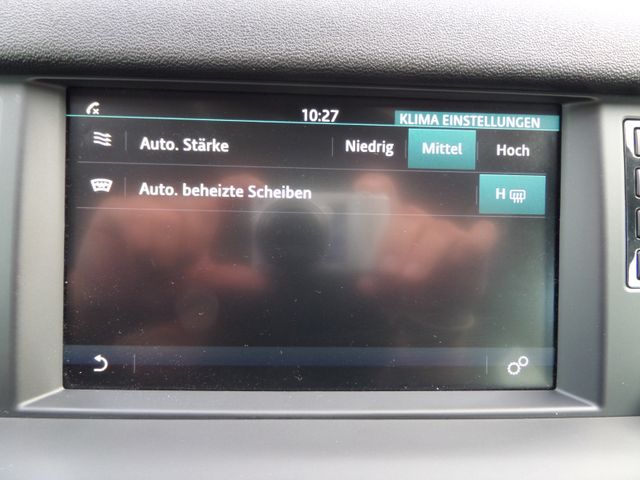 10:27
KLIMA EINSTELLUNGEN
Auto. Stärke Niedrig Mittel Hoch
Auto. beheizte Scheiben H